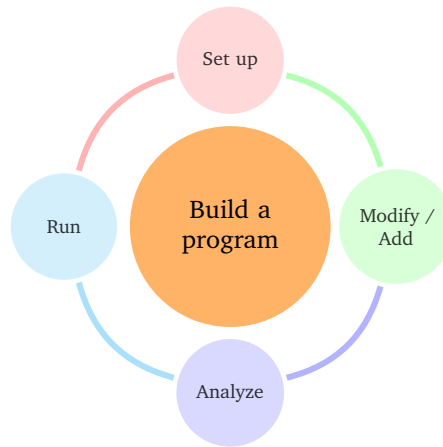 Set up
Build a
program
Run
Modify /
Add
Analyze